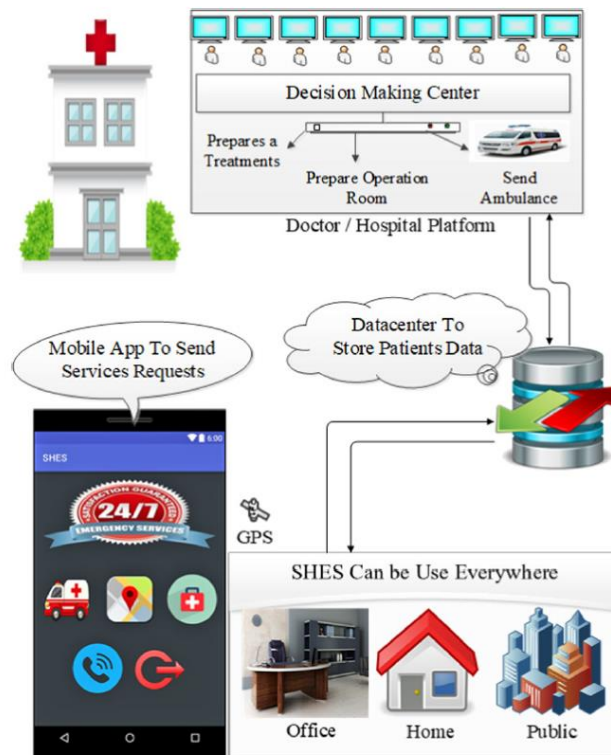 Decision Making Center
Prepares a
Treatments
Prepare Operation
Room
Send
Ambulance
Doctor / Hospital Platform
Datacenter To
Store Patients Data
Mobile App To Send
Services Requests
6:00
SHES
SATISFACTION GUARANTEED
24/7
EMERGENCY SERVICES
GPS
SHES Can be Use Everywhere
Office
Home
Public